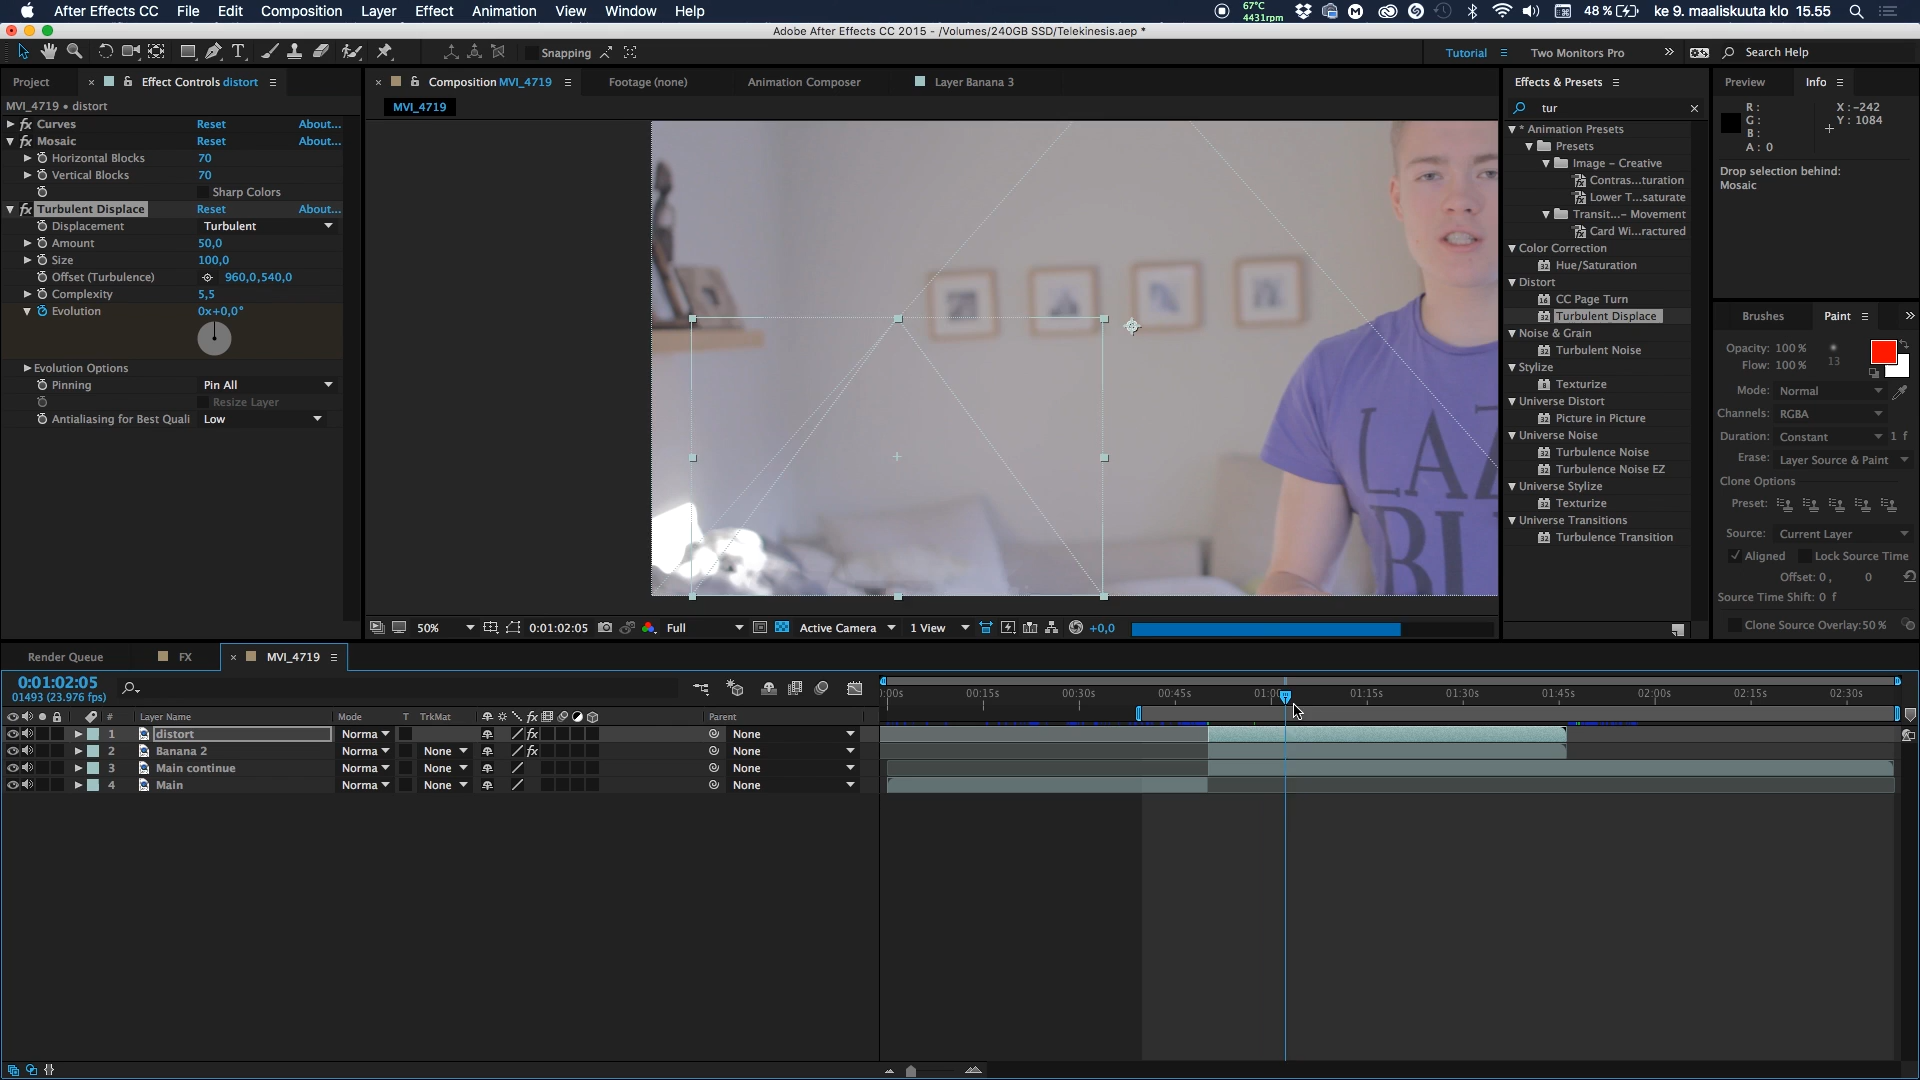 After Effects CC File Edit Composition Layer Effect Animation View Window Help 67°C 4431rpm 48 % ke 9. maaliskuuta klo 15.55
Adobe After Effects CC 2015 - /Volumes/240GB SSD/Telekinesis.aep *
Snapping Tutorial Two Monitors Pro Search Help
Project Effect Controls distort
MVI_4719 • distort
fx Curves Reset About...
fx Mosaic Reset About...
Horizontal Blocks 70
Vertical Blocks 70
Sharp Colors
fx Turbulent Displace Reset About...
Displacement Turbulent
Amount 50,0
Size 100,0
Offset (Turbulence) 960,0,540,0
Complexity 5,5
Evolution 0x+0,0°
Evolution Options
Pinning Pin All
Resize Layer
Antialiasing for Best Quali Low
Composition MVI_4719 Footage (none) Animation Composer Layer Banana 3
MVI_4719
LAZ
BL
50% 0:01:02:05 Full Active Camera 1 View +0,0
Effects & Presets
tur
* Animation Presets
Presets
Image - Creative
Contras...turation
Lower T...saturate
Transit...- Movement
Card Wi...ractured
Color Correction
Hue/Saturation
Distort
CC Page Turn
Turbulent Displace
Noise & Grain
Turbulent Noise
Stylize
Texturize
Universe Distort
Picture in Picture
Universe Noise
Turbulence Noise
Turbulence Noise EZ
Universe Stylize
Texturize
Universe Transitions
Turbulence Transition
Preview Info
R : X : -242
G : Y : 1084
B :
A : 0
Drop selection behind:
Mosaic
Brushes Paint
Opacity: 100 %
Flow: 100 % 13
Mode: Normal
Channels: RGBA
Duration: Constant 1 f
Erase: Layer Source & Paint
Clone Options
Preset:
Source: Current Layer
Aligned Lock Source Time
Offset: 0 , 0
Source Time Shift: 0 f
Clone Source Overlay: 50 %
Render Queue FX MVI_4719
0:01:02:05
01493 (23.976 fps)
:00s 00:15s 00:30s 00:45s 01:00 01:15s 01:30s 01:45s 02:00s 02:15s 02:30s
# Layer Name Mode T TrkMat Parent
1 distort Norma None
2 Banana 2 Norma None None
3 Main continue Norma None None
4 Main Norma None None